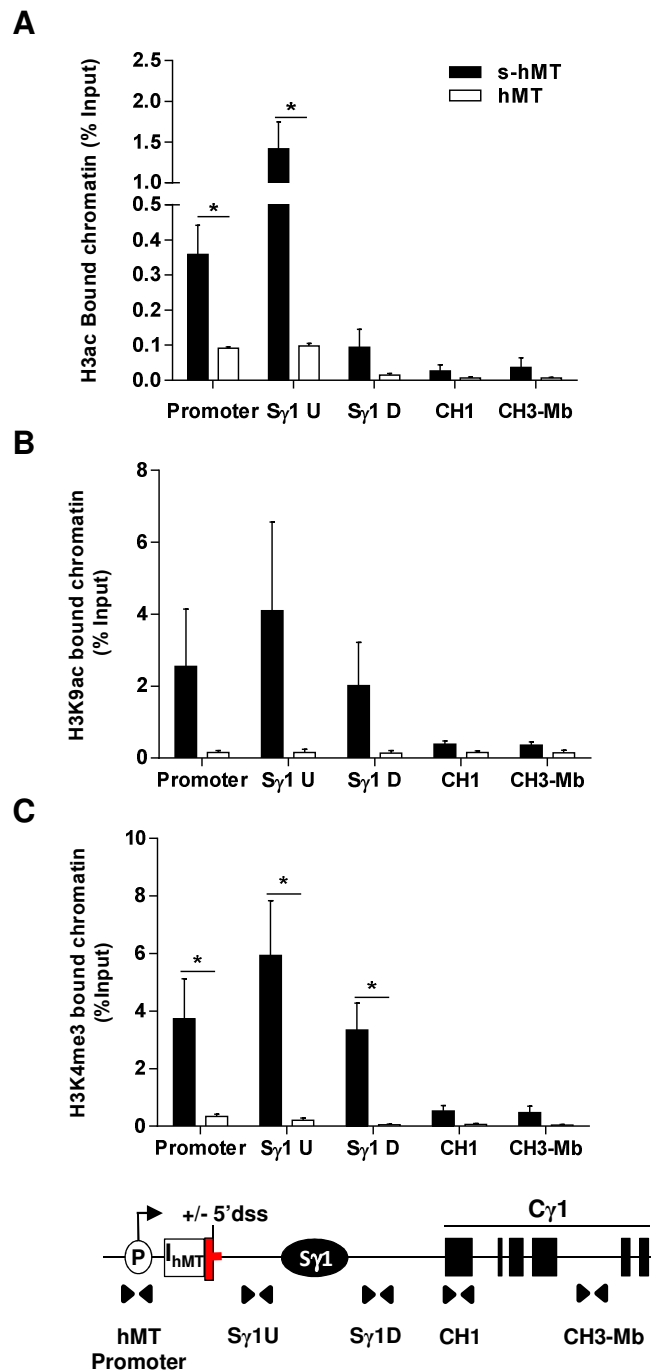 A
H3ac Bound chromatin (% Input)
2.5
2.0
1.5
1.0
0.5
0.4
0.3
0.2
0.1
0.0
s-hMT
hMT
*
*
Promoter Sγ1 U Sγ1 D CH1 CH3-Mb
B
H3K9ac bound chromatin
(% Input)
8
6
4
2
0
Promoter Sγ1 U Sγ1 D CH1 CH3-Mb
C
H3K4me3 bound chromatin
(%Input)
10
8
6
4
2
0
*
*
*
Promoter Sγ1 U Sγ1 D CH1 CH3-Mb
+/- 5'dss
Cγ1
P
IhMT
Sγ1
hMT
Promoter
Sγ1U
Sγ1D
CH1
CH3-Mb